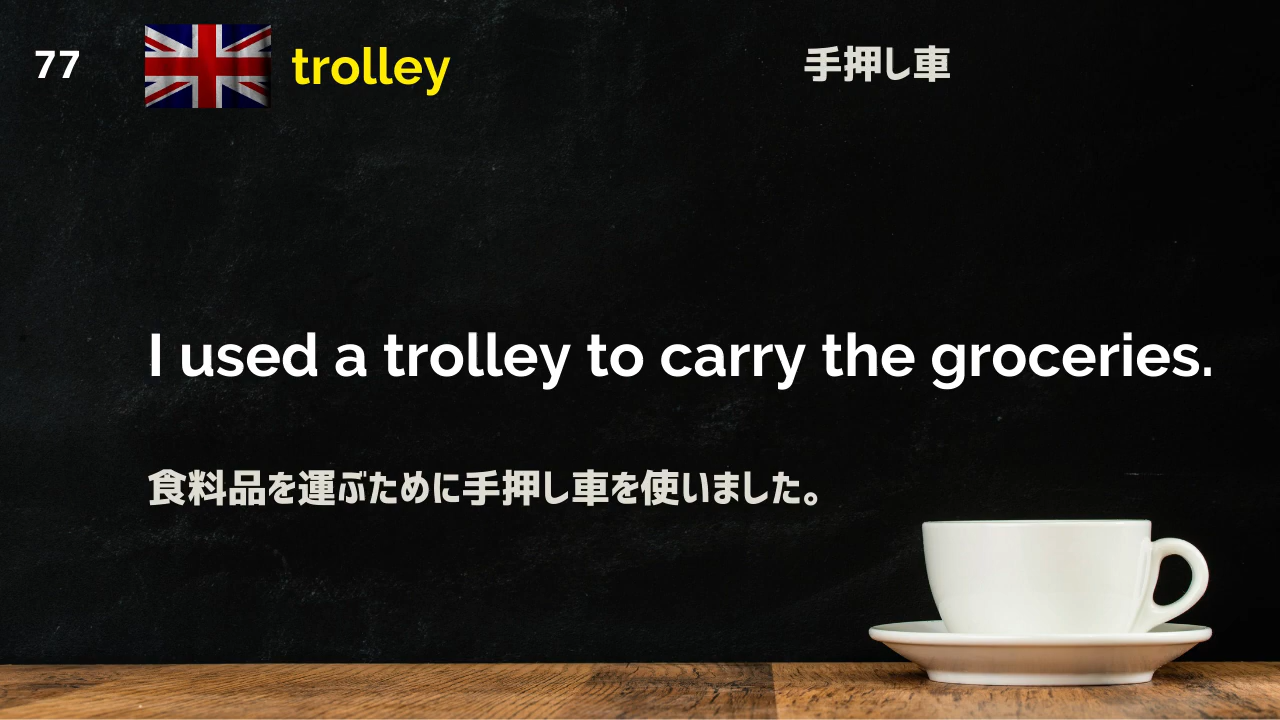 77
trolley
手押し車
I used a trolley to carry the groceries.
食料品を運ぶために手押し車を使いました。